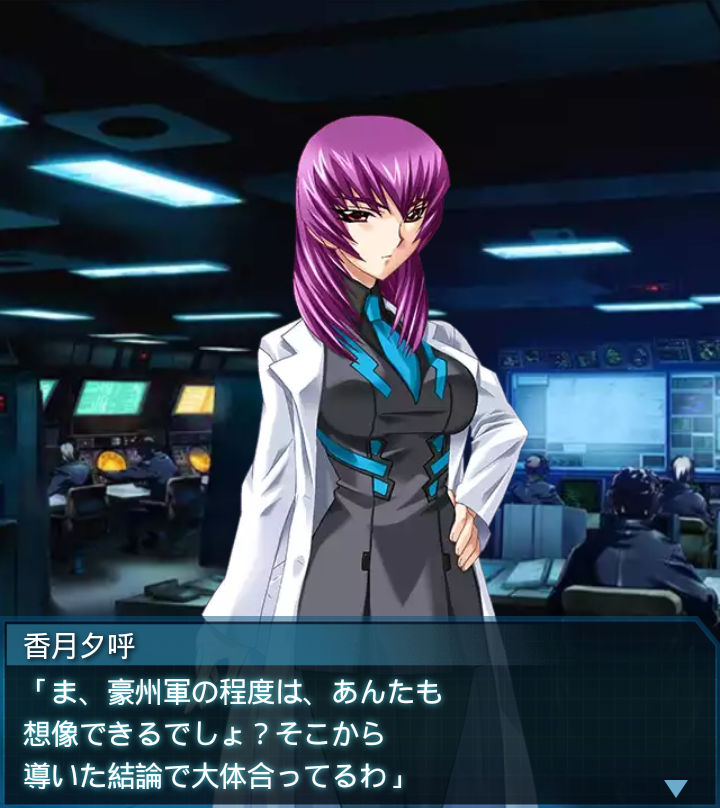 香月夕呼
「ま、豪州軍の程度は、あんたも
想像できるでしょ？そこから
導いた結論で大体合ってるわ」